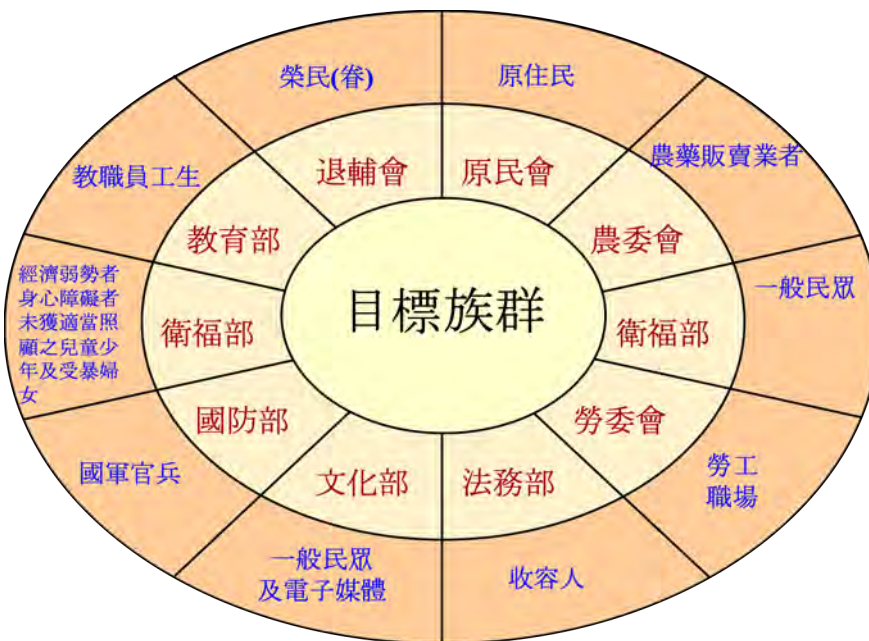 榮民(眷)
原住民
農藥販賣業者
教職員工生
退輔會
原民會
教育部
農委會
一般民眾
經濟弱勢者
身心障礙者
未獲適當照
顧之兒童少
年及受暴婦
女
衛福部
目標族群
衛福部
國防部
勞委會
國軍官兵
文化部
法務部
勞工
職場
一般民眾
及電子媒體
收容人